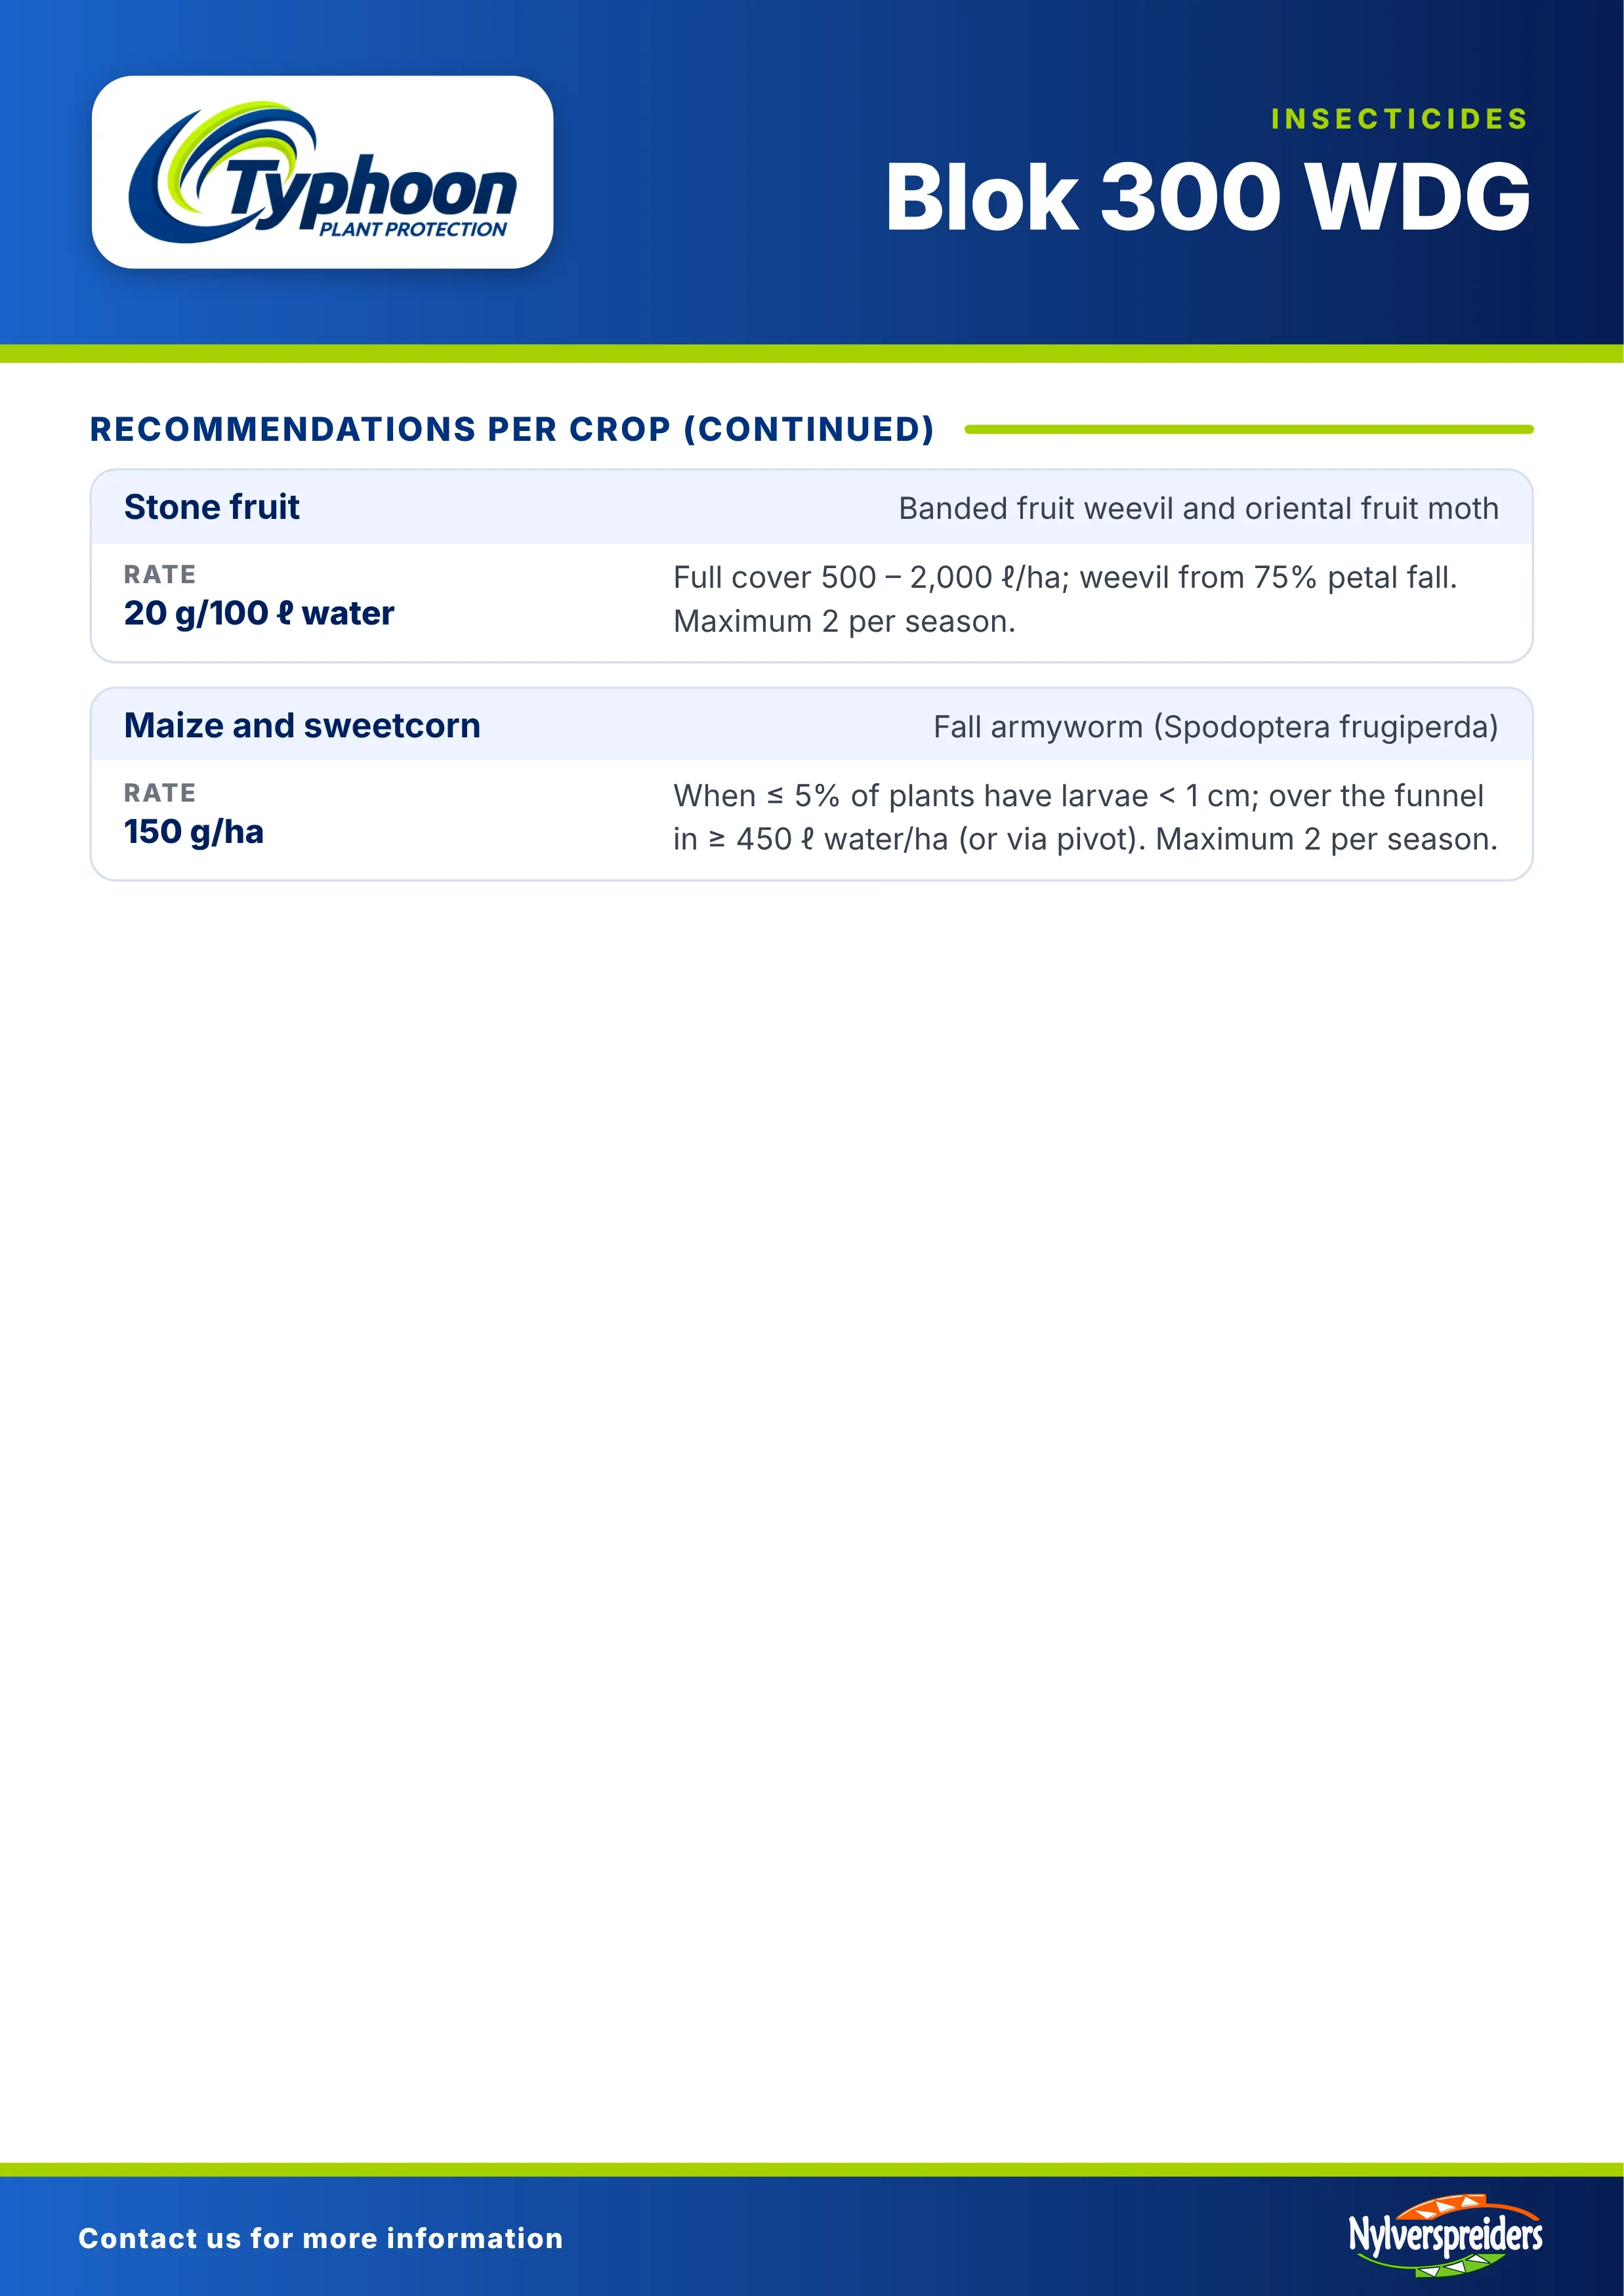 Typhoon
PLANT PROTECTION
INSECTICIDES
Blok 300 WDG
RECOMMENDATIONS PER CROP (CONTINUED)
Stone fruit
Banded fruit weevil and oriental fruit moth
RATE
20 g/100 ℓ water
Full cover 500 – 2,000 ℓ/ha; weevil from 75% petal fall.
Maximum 2 per season.
Maize and sweetcorn
Fall armyworm (Spodoptera frugiperda)
RATE
150 g/ha
When ≤ 5% of plants have larvae < 1 cm; over the funnel
in ≥ 450 ℓ water/ha (or via pivot). Maximum 2 per season.
Contact us for more information
Nylverspreiders